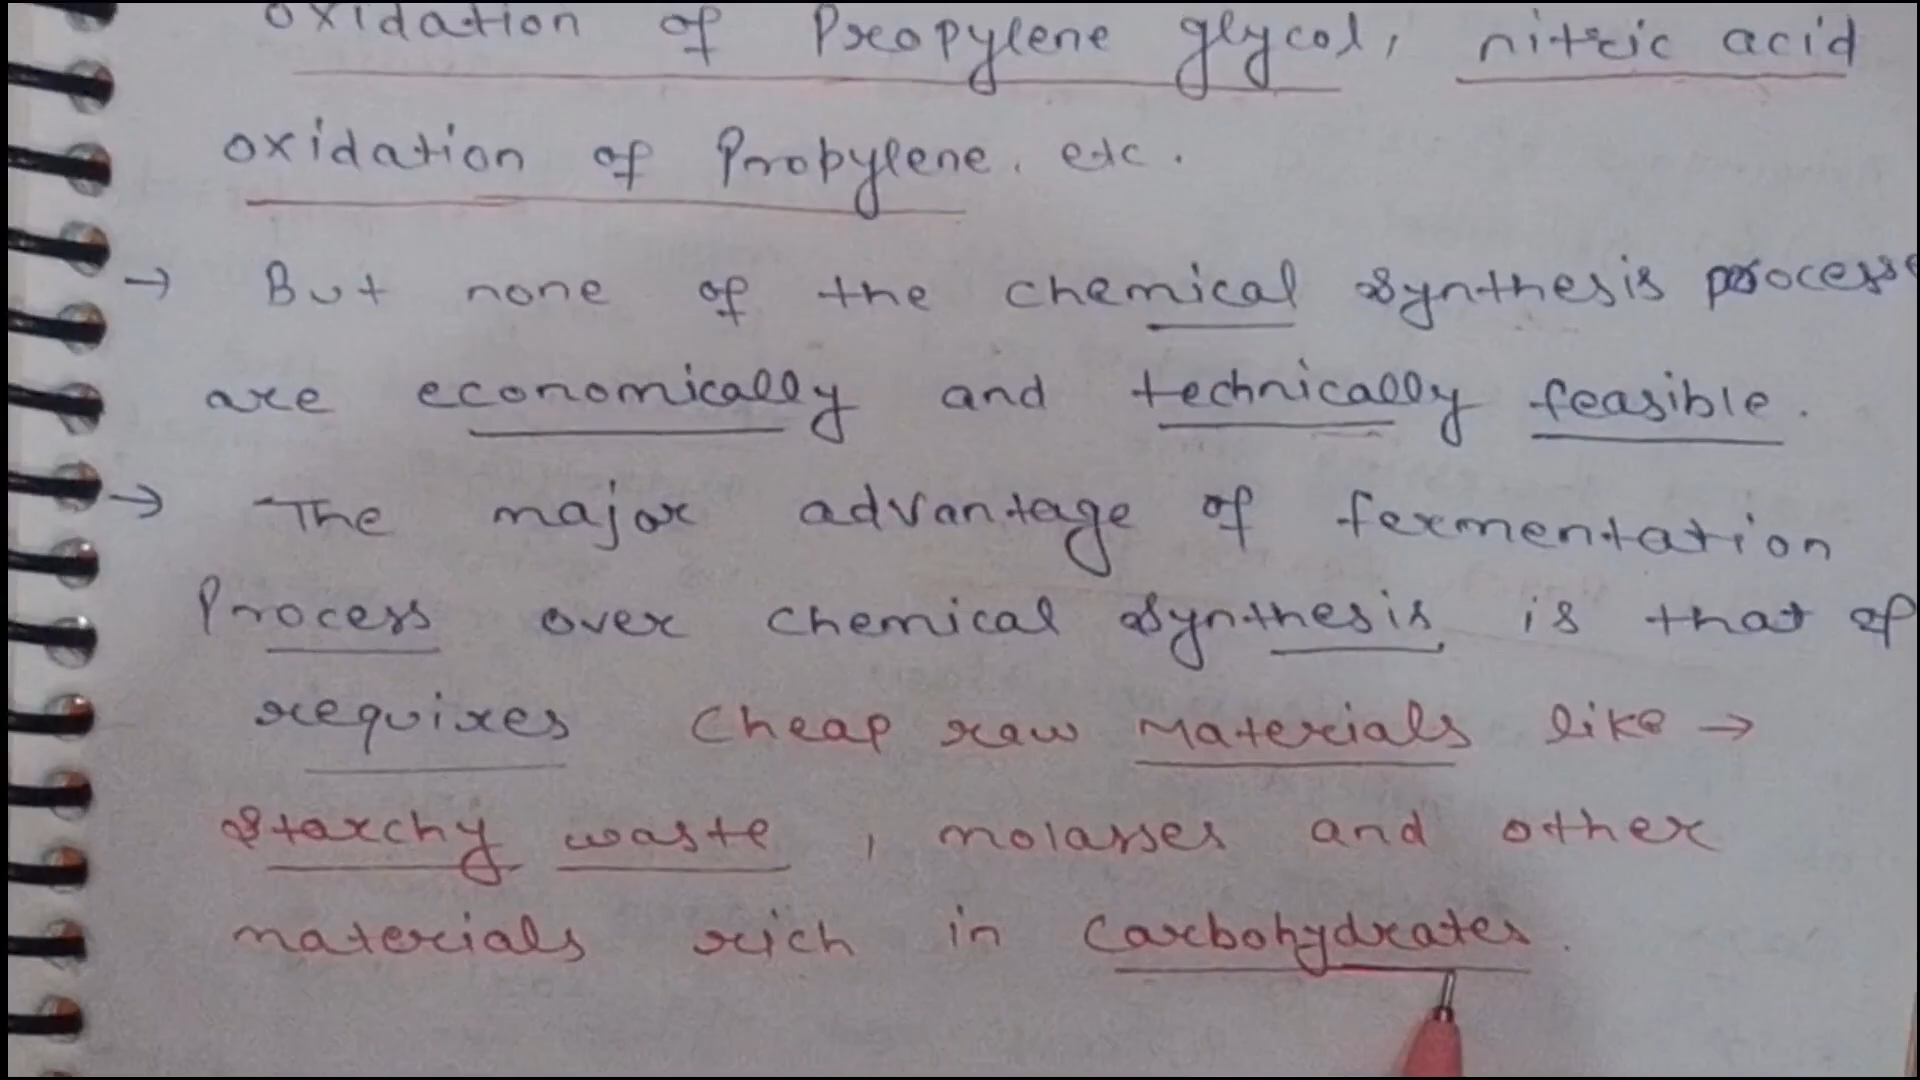 oxidation of Propylene glycol, nitric acid
oxidation of Propylene. etc.
→ But none of the chemical synthesis process
are economically and technically feasible.
→ The major advantage of fermentation
Process over chemical synthesis is that of
requires cheap raw materials like →
starchy waste, molasses and other
materials rich in carbohydrates.